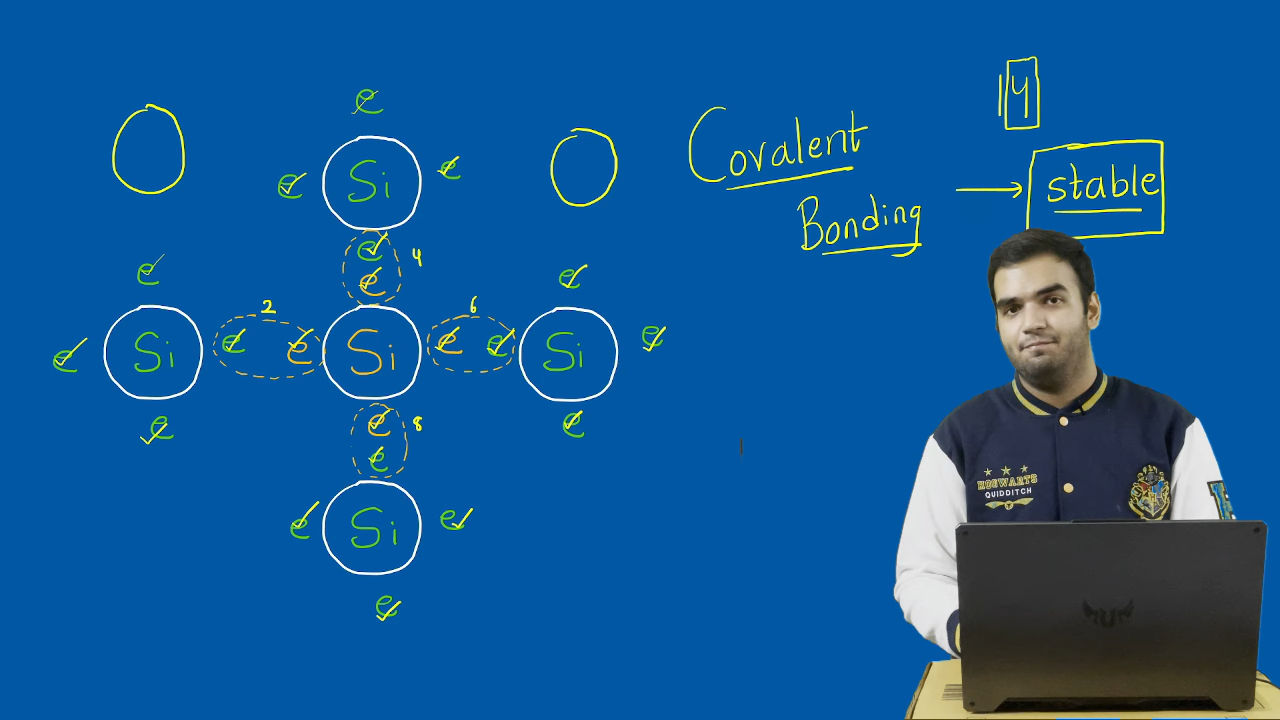 e
e Si e
e 4
e
e 2 6 e
e Si e e Si e e Si e
e e 8 e
e
e Si e
e
Covalent
Bonding
14
stable
HOGWARTS
QUIDDITCH